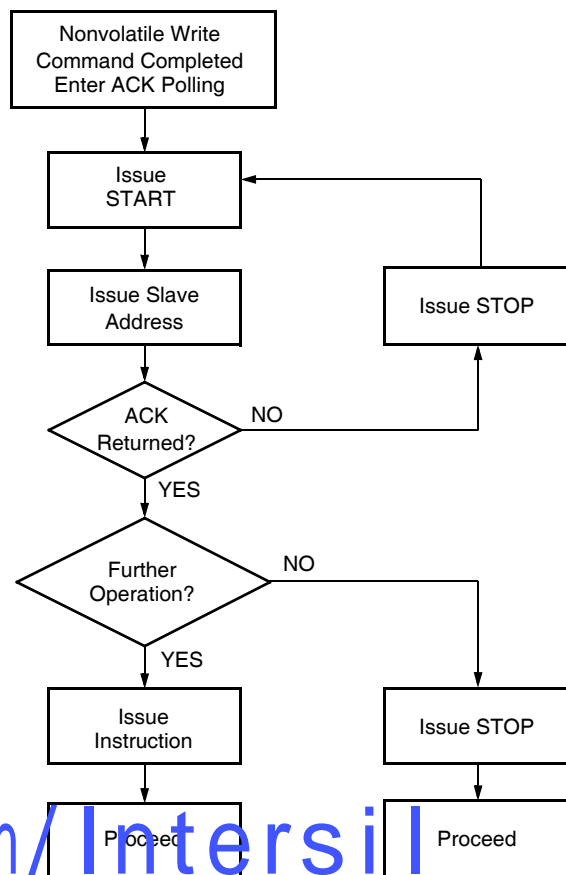 Nonvolatile Write
Command Completed
Enter ACK Polling
Issue
START
Issue Slave
Address
Issue STOP
ACK
Returned?
NO
YES
Further
Operation?
NO
YES
Issue
Instruction
Issue STOP
Proceed
Proceed
m/Intersil